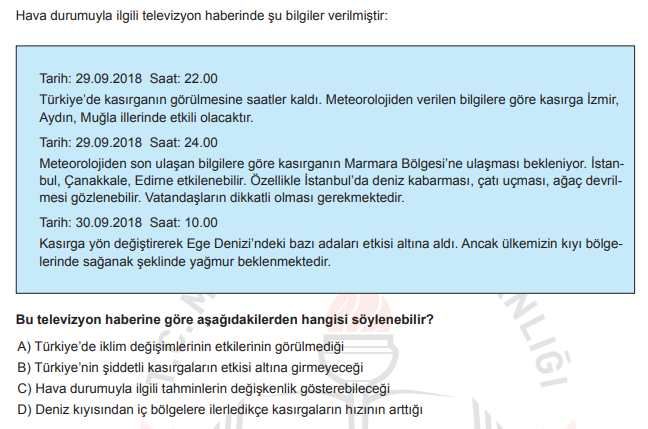 Hava durumuyla ilgili televizyon haberinde şu bilgiler verilmiştir:
Tarih: 29.09.2018 Saat: 22.00
Türkiye'de kasırganın görülmesine saatler kaldı. Meteorolojiden verilen bilgilere göre kasırga İzmir,
Aydın, Muğla illerinde etkili olacaktır.
Tarih: 29.09.2018 Saat: 24.00
Meteorolojiden son ulaşan bilgilere göre kasırganın Marmara Bölgesi'ne ulaşması bekleniyor. İstan-
bul, Çanakkale, Edirne etkilenebilir. Özellikle İstanbul'da deniz kabarması, çatı uçması, ağaç devril-
mesi gözlenebilir. Vatandaşların dikkatli olması gerekmektedir.
Tarih: 30.09.2018 Saat: 10.00
Kasırga yön değiştirerek Ege Denizi'ndeki bazı adaları etkisi altına aldı. Ancak ülkemizin kıyı bölge-
lerinde sağanak şeklinde yağmur beklenmektedir.
Bu televizyon haberine göre aşağıdakilerden hangisi söylenebilir?
A) Türkiye'de iklim değişimlerinin etkilerinin görülmediği
B) Türkiye'nin şiddetli kasırgaların etkisi altına girmeyeceği
C) Hava durumuyla ilgili tahminlerin değişkenlik gösterebileceği
D) Deniz kıyısından iç bölgelere ilerledikçe kasırgaların hızının arttığı